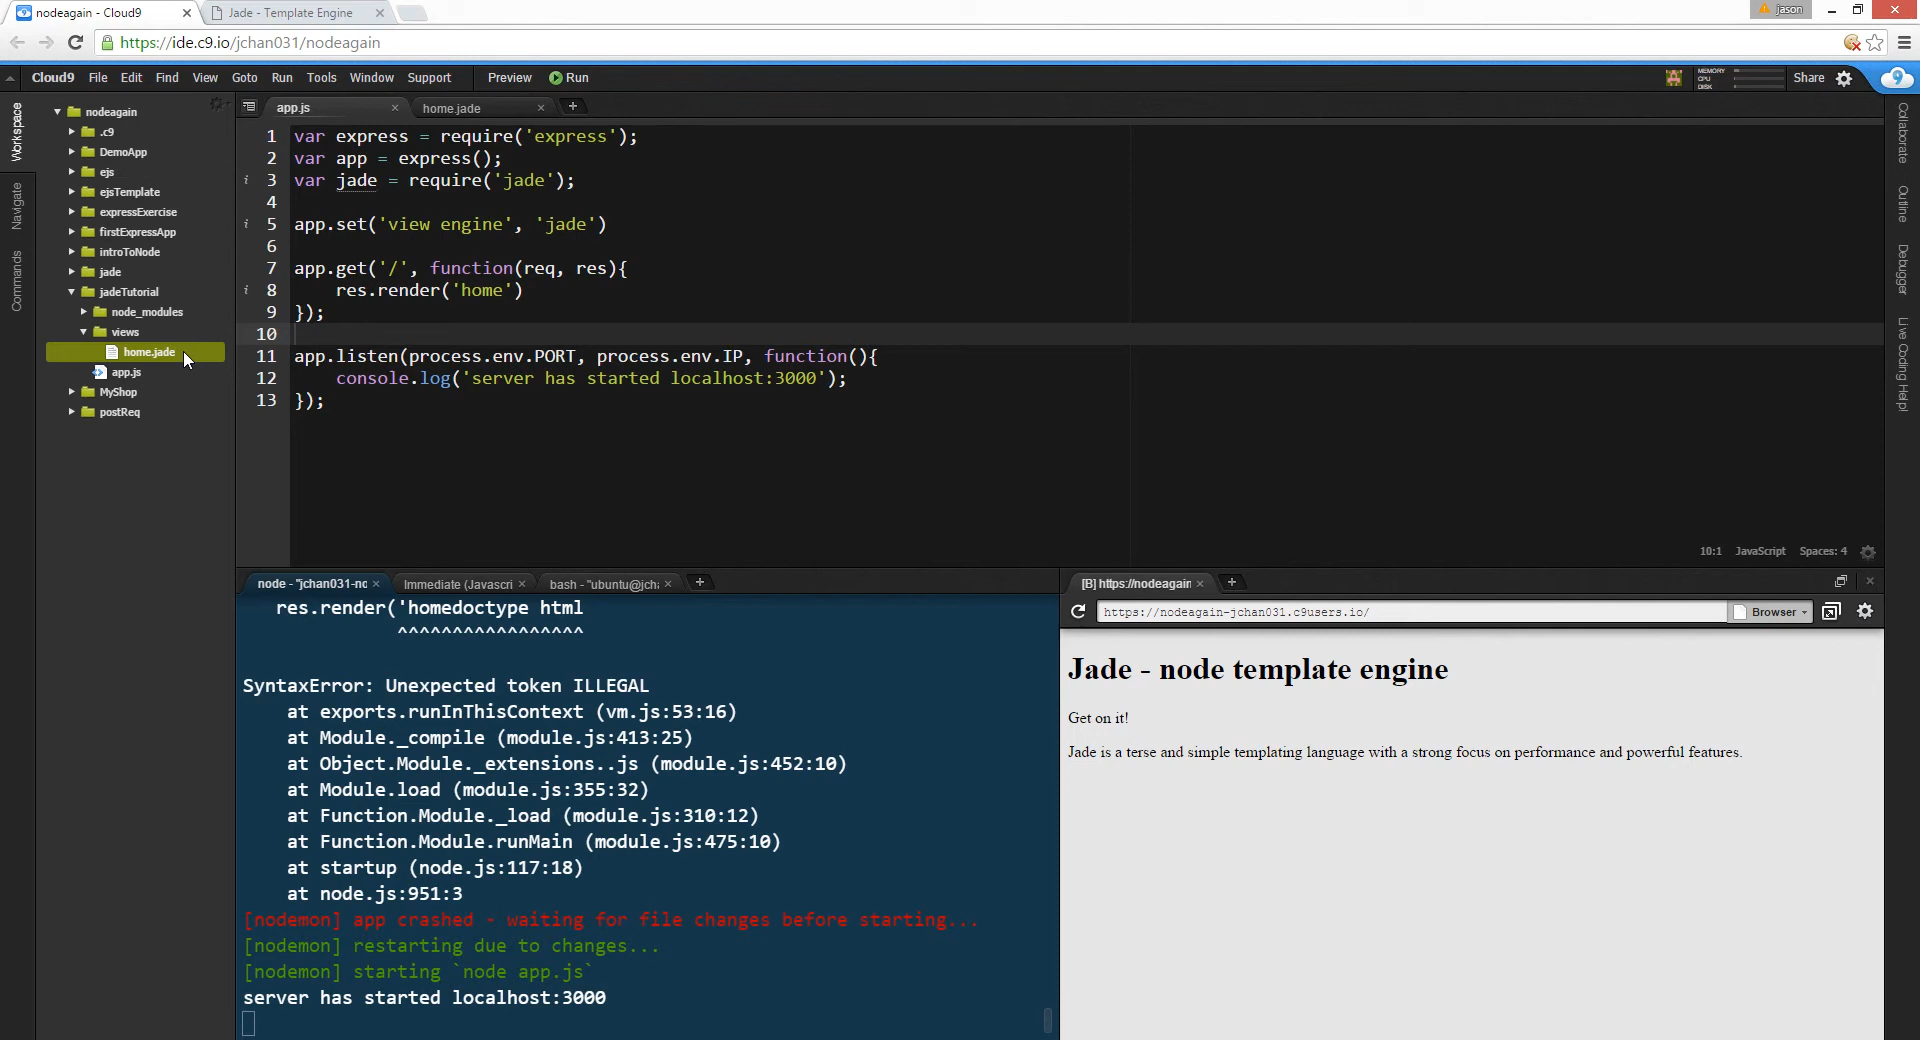 nodeagain - Cloud9
Jade - Template Engine
jason
https://ide.c9.io/jchan031/nodeagain
Cloud9 File Edit Find View Goto Run Tools Window Support Preview Run
MEMORY
CPU
DISK
Share
Workspace
Navigate
Commands
nodeagain
.c9
DemoApp
ejs
ejsTemplate
expressExercise
firstExpressApp
introToNode
jade
jadeTutorial
node_modules
views
home.jade
app.js
MyShop
postReq
app.js
home.jade
1 var express = require('express');
2 var app = express();
3 var jade = require('jade');
4
5 app.set('view engine', 'jade')
6
7 app.get('/', function(req, res){
8 res.render('home')
9 });
10
11 app.listen(process.env.PORT, process.env.IP, function(){
12 console.log('server has started localhost:3000');
13 });
10:1 JavaScript Spaces: 4
Collaborate
Outline
Debugger
Live Coding Help!
node - "jchan031-no
Immediate (Javascri
bash - "ubuntu@jcha
res.render('homedoctype html
^^^^^^^^^^^^^^^^^
SyntaxError: Unexpected token ILLEGAL
at exports.runInThisContext (vm.js:53:16)
at Module._compile (module.js:413:25)
at Object.Module._extensions..js (module.js:452:10)
at Module.load (module.js:355:32)
at Function.Module._load (module.js:310:12)
at Function.Module.runMain (module.js:475:10)
at startup (node.js:117:18)
at node.js:951:3
[nodemon] app crashed - waiting for file changes before starting...
[nodemon] restarting due to changes...
[nodemon] starting `node app.js`
server has started localhost:3000
[B] https://nodeagain
https://nodeagain-jchan031.c9users.io/
Browser
Jade - node template engine
Get on it!
Jade is a terse and simple templating language with a strong focus on performance and powerful features.